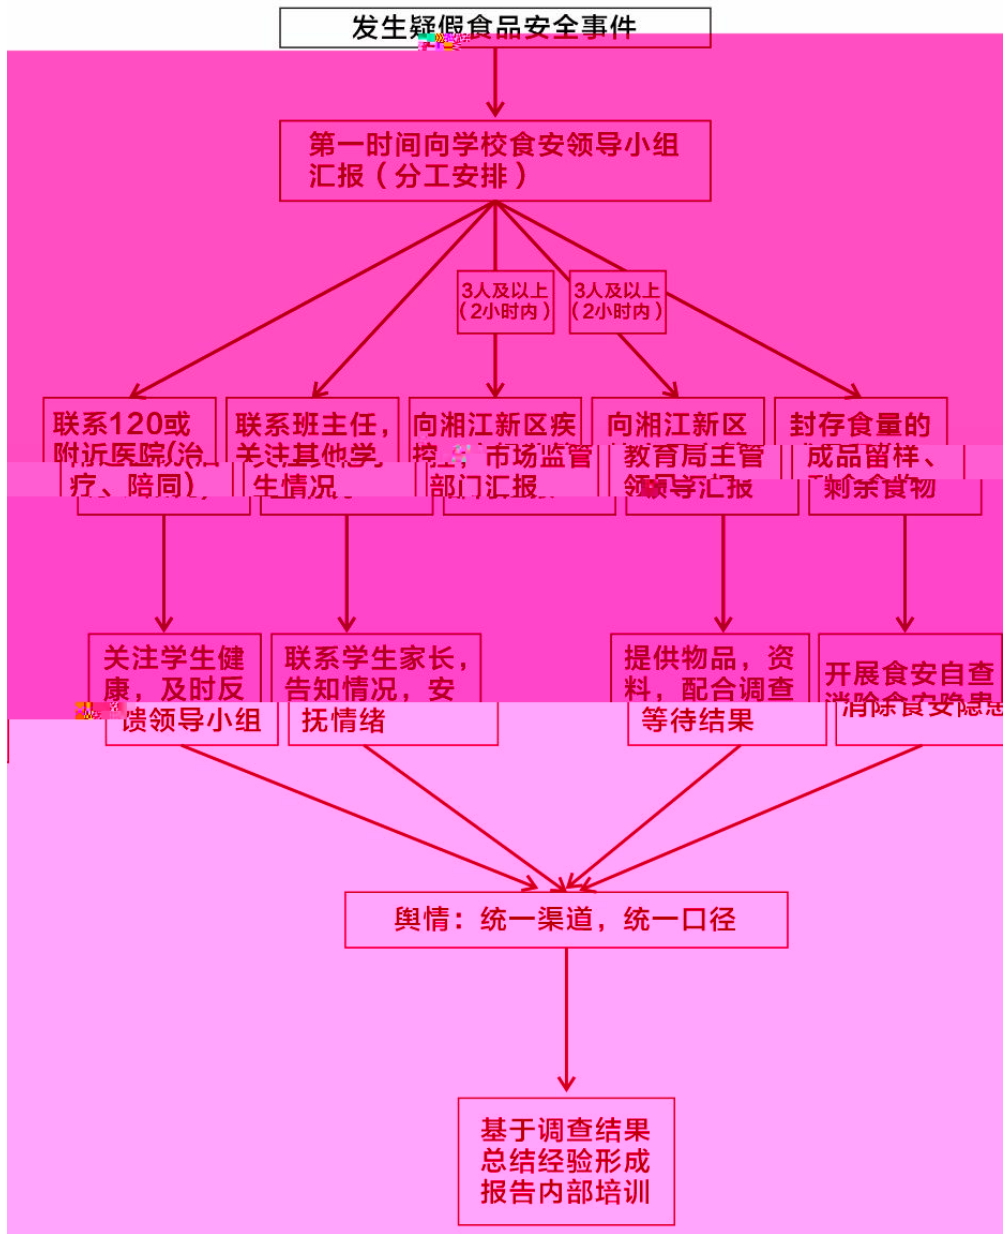 发生疑假食品安全事件
第一时间向学校食安领导小组
汇报（分工安排）
3人及以上
（2小时内）
3人及以上
（2小时内）
联系120或
附近医院(治
疗、陪同)
联系班主任，
关注其他学
生情况
向湘江新区疾
控、市场监管
部门汇报
向湘江新区
教育局主管
领导汇报
封存食量的
成品留样、
剩余食物
关注学生健
康，及时反
馈领导小组
联系学生家长，
告知情况，安
抚情绪
提供物品，资
料，配合调查
等待结果
开展食安自查
消除食安隐患
舆情：统一渠道，统一口径
基于调查结果
总结经验形成
报告内部培训